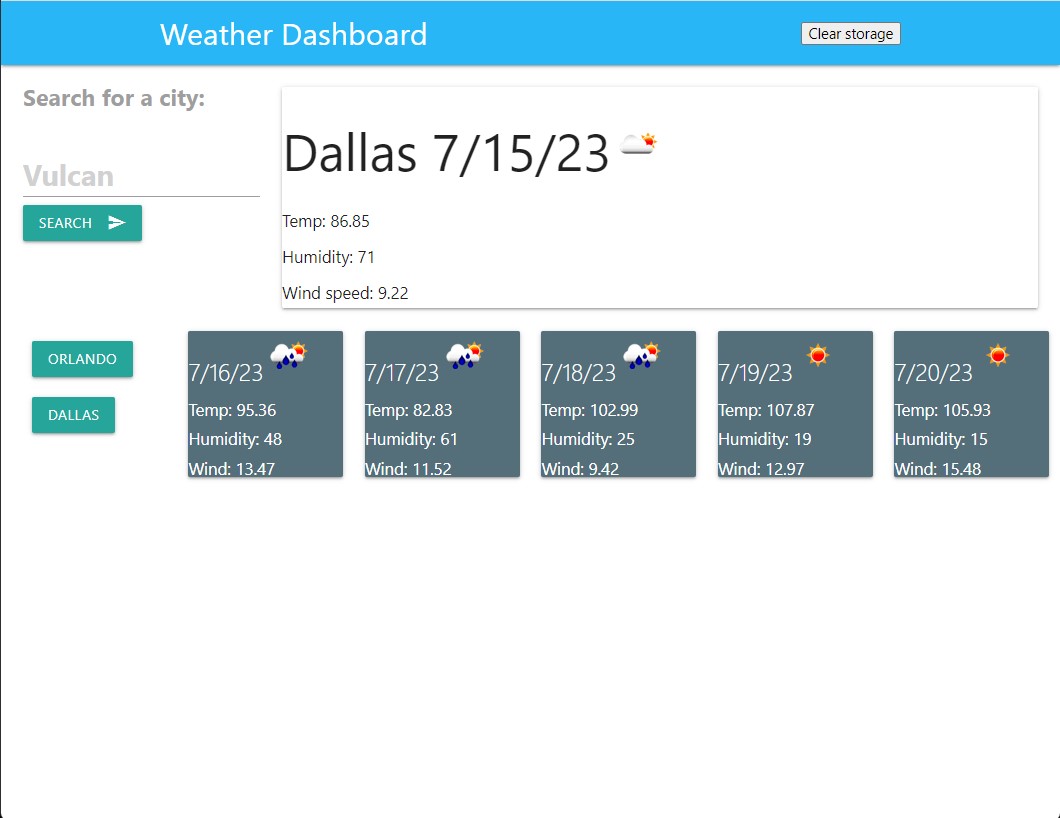 Weather Dashboard
Clear storage
Search for a city:
Vulcan
SEARCH
Dallas 7/15/23
Temp: 86.85
Humidity: 71
Wind speed: 9.22
ORLANDO
DALLAS
7/16/23
Temp: 95.36
Humidity: 48
Wind: 13.47
7/17/23
Temp: 82.83
Humidity: 61
Wind: 11.52
7/18/23
Temp: 102.99
Humidity: 25
Wind: 9.42
7/19/23
Temp: 107.87
Humidity: 19
Wind: 12.97
7/20/23
Temp: 105.93
Humidity: 15
Wind: 15.48